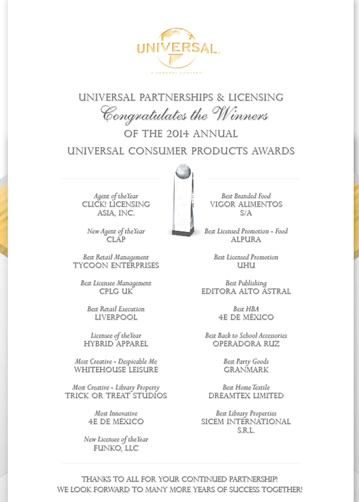 UNIVERSAL
A COMCAST COMPANY
UNIVERSAL PARTNERSHIPS & LICENSING
Congratulates the Winners
OF THE 2014 ANNUAL
UNIVERSAL CONSUMER PRODUCTS AWARDS
Agent of the Year
CLICK! LICENSING
ASIA, INC.
New Agent of the Year
CLAP
Best Retail Management
TYCOON ENTERPRISES
Best Licensee Management
CPLG UK
Best Retail Execution
LIVERPOOL
Licensee of the Year
HYBRID APPAREL
Most Creative - Despicable Me
WHITEHOUSE LEISURE
Most Creative - Library Property
TRICK OR TREAT STUDIOS
Most Innovative
4E DE MÉXICO
New Licensee of the Year
FUNKO, LLC
Best Branded Food
VIGOR ALIMENTOS
S/A
Best Licensed Promotion - Food
ALPURA
Best Licensed Promotion
UHU
Best Publishing
EDITORA ALTO ASTRAL
Best HBA
4E DE MÉXICO
Best Back to School Accessories
OPERADORA RUZ
Best Party Goods
GRANMARK
Best Home Textile
DREAMTEX LIMITED
Best Library Properties
SICEM INTERNATIONAL
S.R.L.
THANKS TO ALL FOR YOUR CONTINUED PARTNERSHIP!
WE LOOK FORWARD TO MANY MORE YEARS OF SUCCESS TOGETHER!